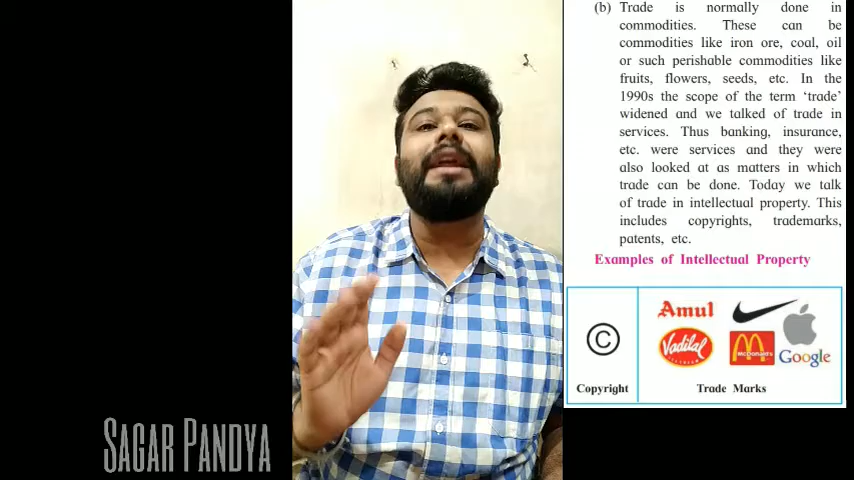 (b) Trade is normally done in
commodities. These can be
commodities like iron ore, coal, oil
or such perishable commodities like
fruits, flowers, seeds, etc. In the
1990s the scope of the term ‘trade’
widened and we talked of trade in
services. Thus banking, insurance,
etc. were services and they were
also looked at as matters in which
trade can be done. Today we talk
of trade in intellectual property. This
includes copyrights, trademarks,
patents, etc.
Examples of Intellectual Property
©
Copyright
Amul
Vadilal
McDonald's
Google
Trade Marks
SAGAR PANDYA